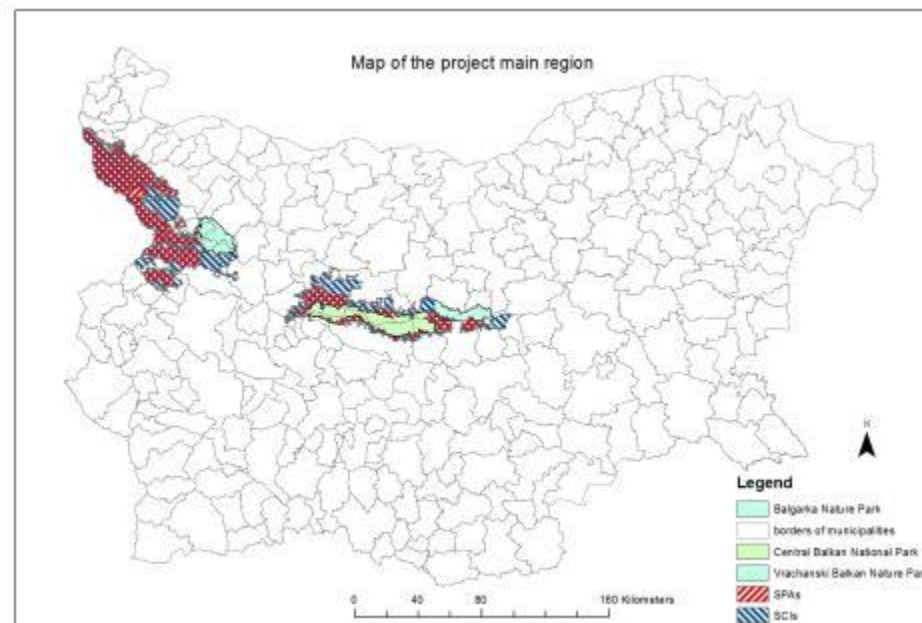 Map of the project main region
N
Legend
Balgarka Nature Park
borders of municipalities
Central Balkan National Park
Vrachanski Balkan Nature Par
SPAs
SCIs
0 40 80 160 Kilometers